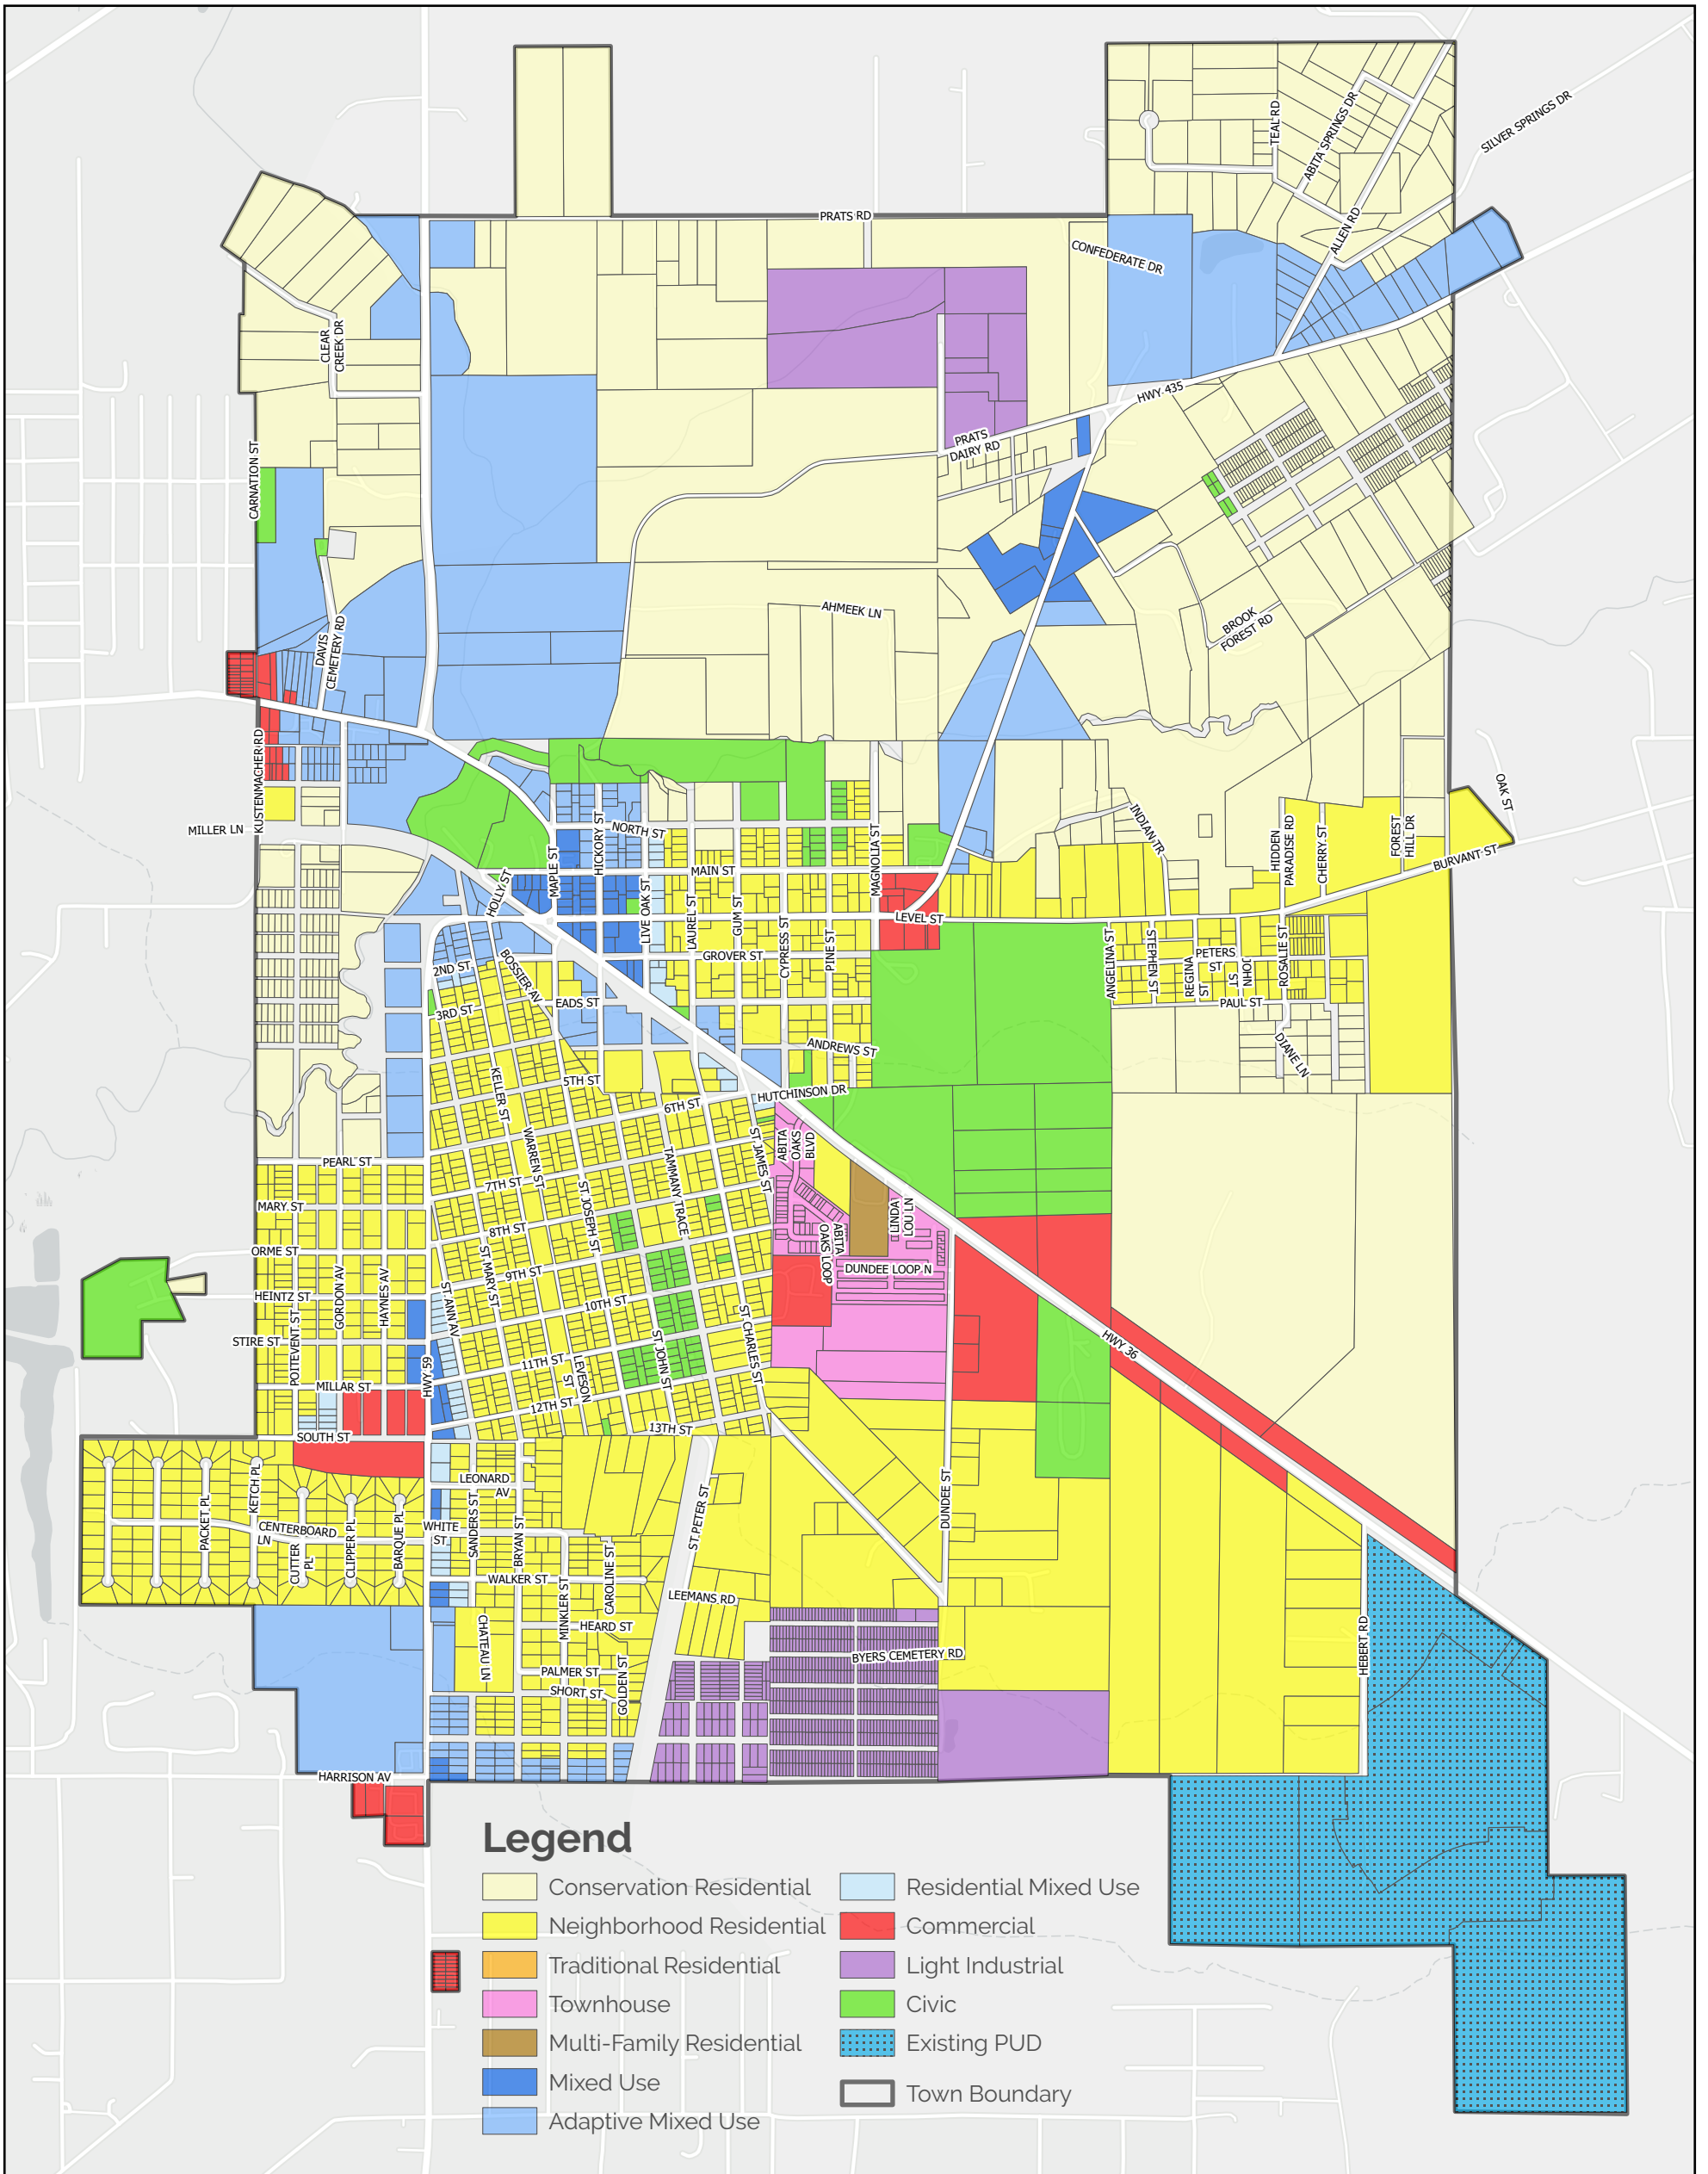 SILVER SPRINGS DR
TEAL RD
ABITA SPRINGS DR
ALLEN RD
PRATS RD
CONFEDERATE DR
CLEAR
CREEK DR
HWY 435
PRATS
DAIRY RD
CARNATION ST
AHMEEK LN
BROOK
FOREST RD
DAVIS
CEMETERY RD
KUSTENMACHER RD
MILLER LN
OAK ST
INDIAN TR
HIDDEN
PARADISE RD
CHERRY ST
FOREST
HILL DR
BURVANT ST
NORTH ST
HICKORY ST
MAPLE ST
HOLLY ST
MAIN ST
MAGNOLIA ST
LIVE OAK ST
LAUREL ST
GUM ST
CYPRESS ST
PINE ST
LEVEL ST
GROVER ST
2ND ST
BOSSIER AV
3RD ST
EADS ST
ANGELINA ST
STEPHEN ST
REGINA
ST
PETERS
ST
JOHN
ST
ROSALIE ST
PAUL ST
DIANE LN
ANDREWS ST
KELLER ST
5TH ST
6TH ST
HUTCHINSON DR
ABITA
OAKS
BLVD
ST JAMES ST
WARREN ST
TAMMANY TRACE
PEARL ST
7TH ST
ST JOSEPH ST
MARY ST
8TH ST
LINDA
LOU LN
ABITA
OAKS LOOP
ORME ST
ST MARY ST
9TH ST
DUNDEE LOOP N
GORDON AV
HAYNES AV
HEINTZ ST
ST ANN AV
10TH ST
ST CHARLES ST
POITEVENT ST
STIRE ST
HWY 59
11TH ST
ST JOHN ST
LEVESON
ST
HWY 36
MILLAR ST
12TH ST
13TH ST
SOUTH ST
KETCH PL
PACKET PL
CENTERBOARD
LN
CUTTER
PL
CLIPPER PL
BARQUE PL
LEONARD
AV
WHITE
ST
SANDERS ST
BRYAN ST
ST PETER ST
DUNDEE ST
WALKER ST
MINKLER ST
CAROLINE ST
LEEMANS RD
HEARD ST
CHATEAU LN
BYERS CEMETERY RD
HEBERT RD
PALMER ST
SHORT ST
GOLDEN ST
HARRISON AV
Legend
Conservation Residential
Neighborhood Residential
Traditional Residential
Townhouse
Multi-Family Residential
Mixed Use
Adaptive Mixed Use
Residential Mixed Use
Commercial
Light Industrial
Civic
Existing PUD
Town Boundary